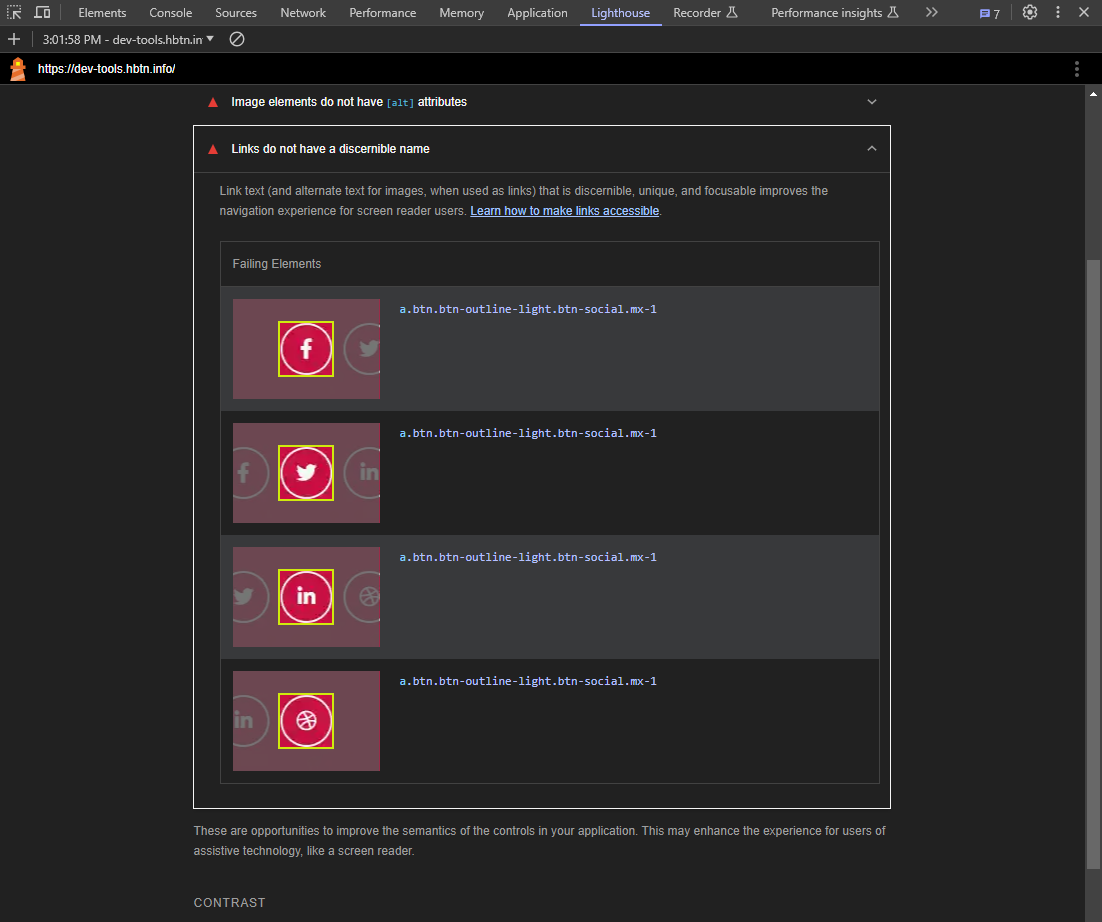 Elements Console Sources Network Performance Memory Application Lighthouse Recorder Performance insights 7
3:01:58 PM - dev-tools.hbtn.in
https://dev-tools.hbtn.info/
Image elements do not have [alt] attributes
Links do not have a discernible name
Link text (and alternate text for images, when used as links) that is discernible, unique, and focusable improves the
navigation experience for screen reader users. Learn how to make links accessible.
Failing Elements
a.btn.btn-outline-light.btn-social.mx-1
a.btn.btn-outline-light.btn-social.mx-1
a.btn.btn-outline-light.btn-social.mx-1
a.btn.btn-outline-light.btn-social.mx-1
These are opportunities to improve the semantics of the controls in your application. This may enhance the experience for users of
assistive technology, like a screen reader.
CONTRAST